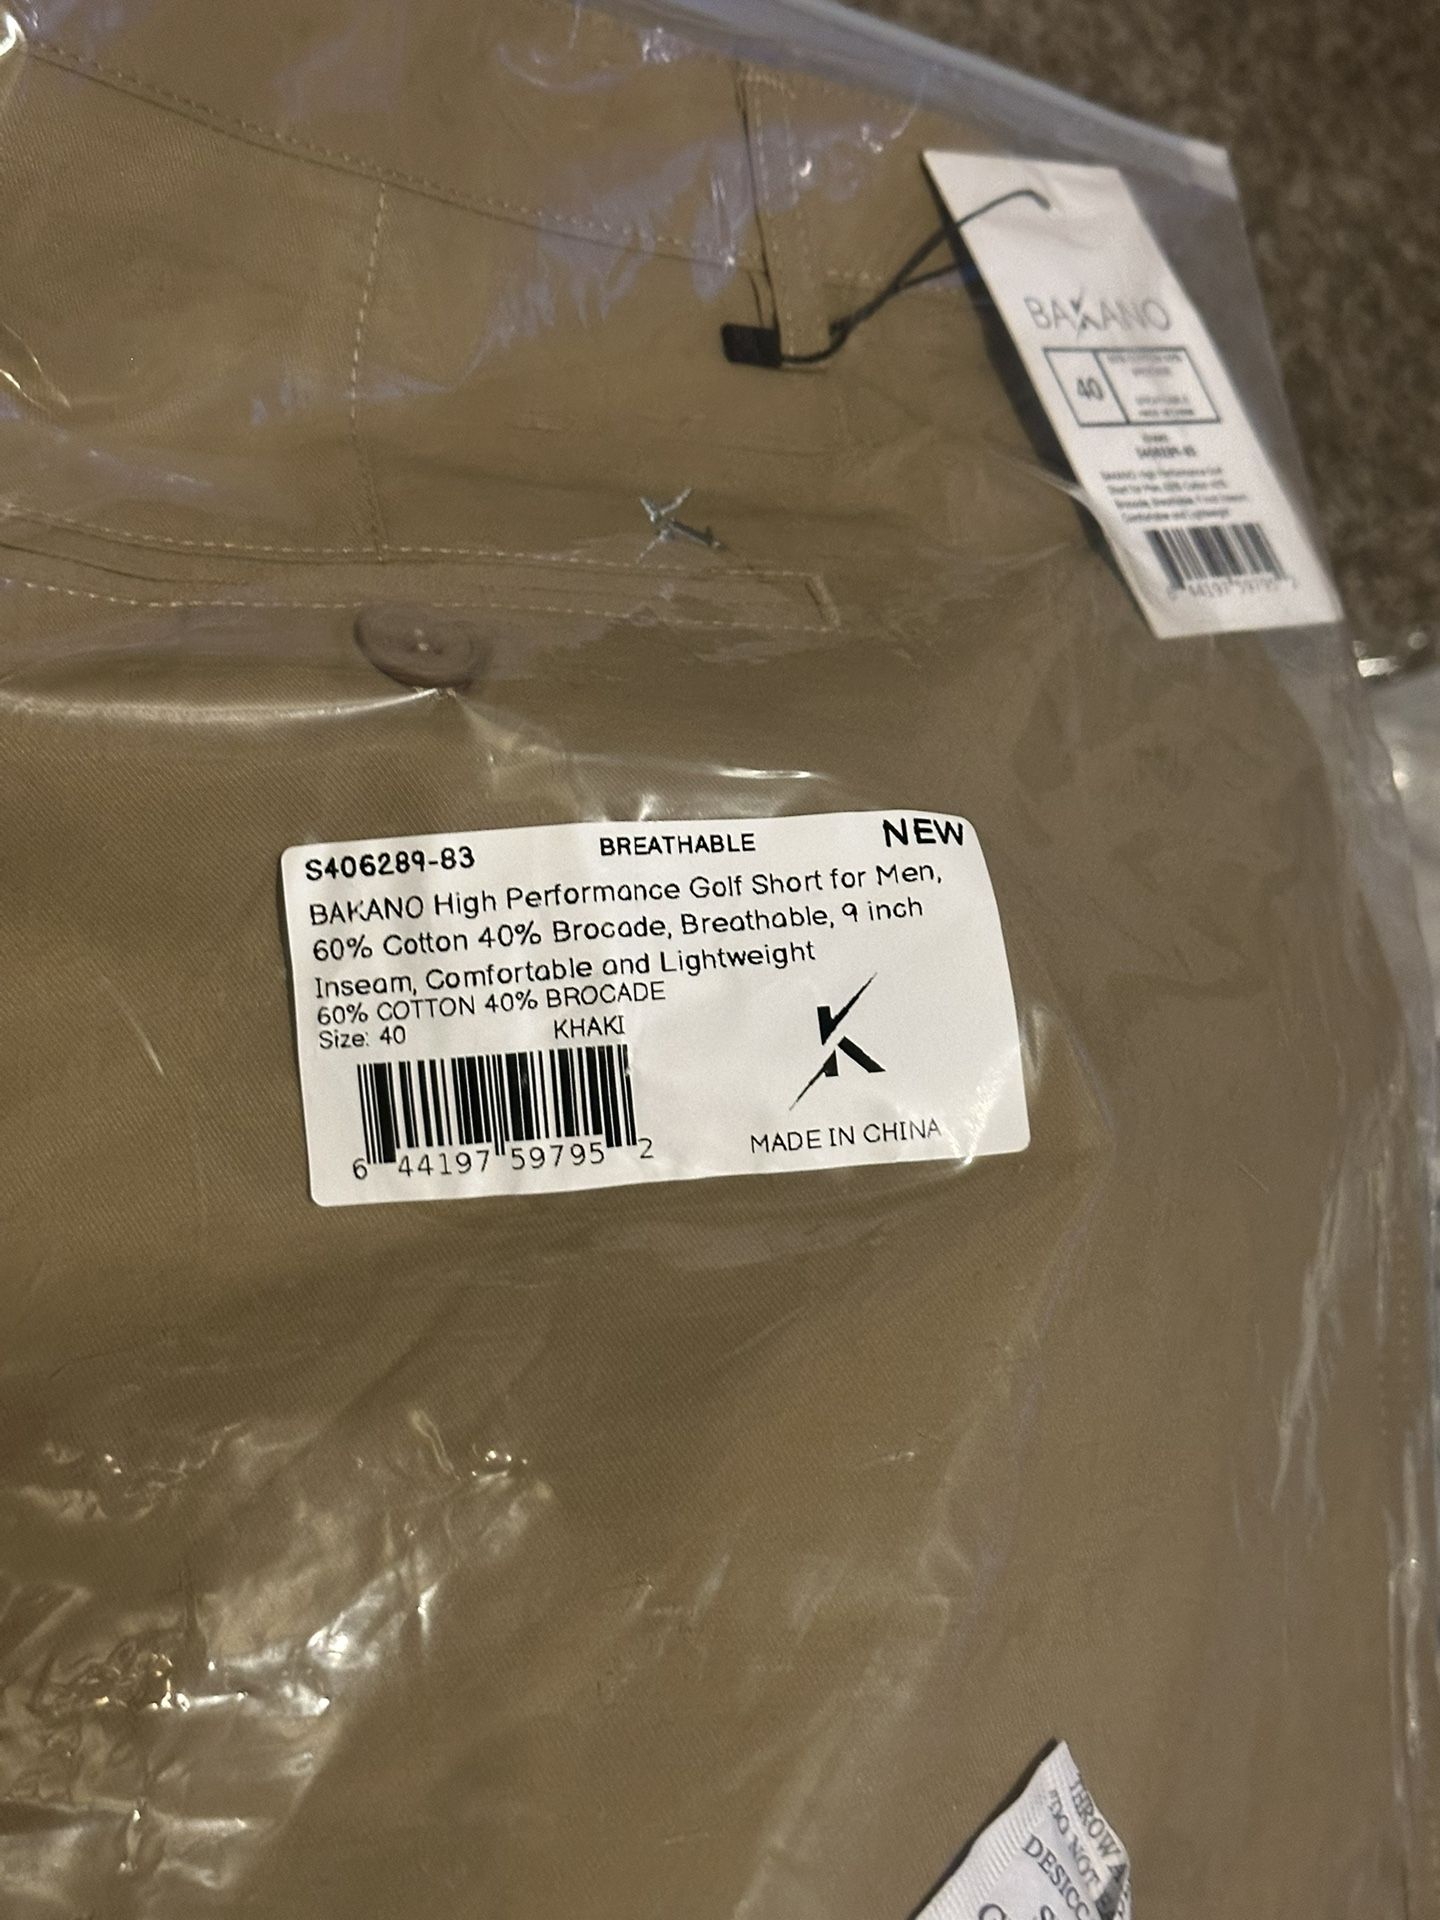 BAKANO
40
S406289-83 BREATHABLE NEW
BAKANO High Performance Golf Short for Men,
60% Cotton 40% Brocade, Breathable, 9 inch
Inseam, Comfortable and Lightweight
60% COTTON 40% BROCADE
Size: 40 KHAKI
6 44197 59795 2
MADE IN CHINA
THROW
"DO NOT
DESICC